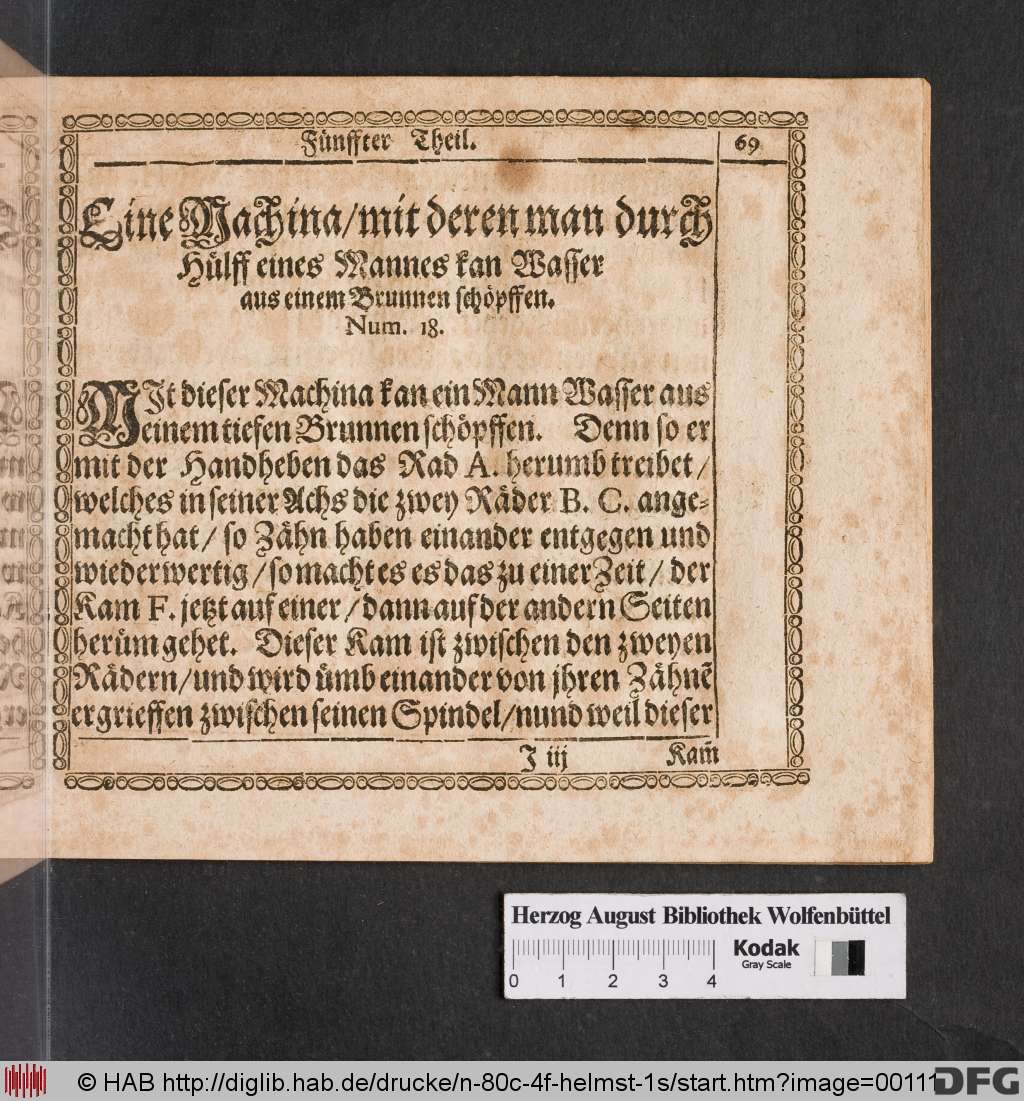 Fünffter Theil.
69
Eine Machina/mit deren man durch
Hülff eines Mannes kan Wasser
aus einem Brunnen schöpffen.
Num. 18.
MIt dieser Machina kan ein Mann Wasser aus
einem tiefen Brunnen schöpffen. Denn so er
mit der Handheben das Rad A. herumb treibet/
welches in seiner Achs die zwey Räder B. C. ange-
macht hat/ so Zähn haben einander entgegen und
wiederwertig/so macht es es das zu einer Zeit/ der
Kam F. jetzt auf einer/dann auf der andern Seiten
herüm gehet. Dieser Kam ist zwischen den zweyen
Rädern/und wird ümb einander von jhren Zähnẽ
ergrieffen zwischen seinen Spindel/nund weil dieser
J iij
Kam̃
Herzog August Bibliothek Wolfenbüttel
Kodak
Gray Scale
0 1 2 3 4
© HAB http://diglib.hab.de/drucke/n-80c-4f-helmst-1s/start.htm?image=00111
DFG